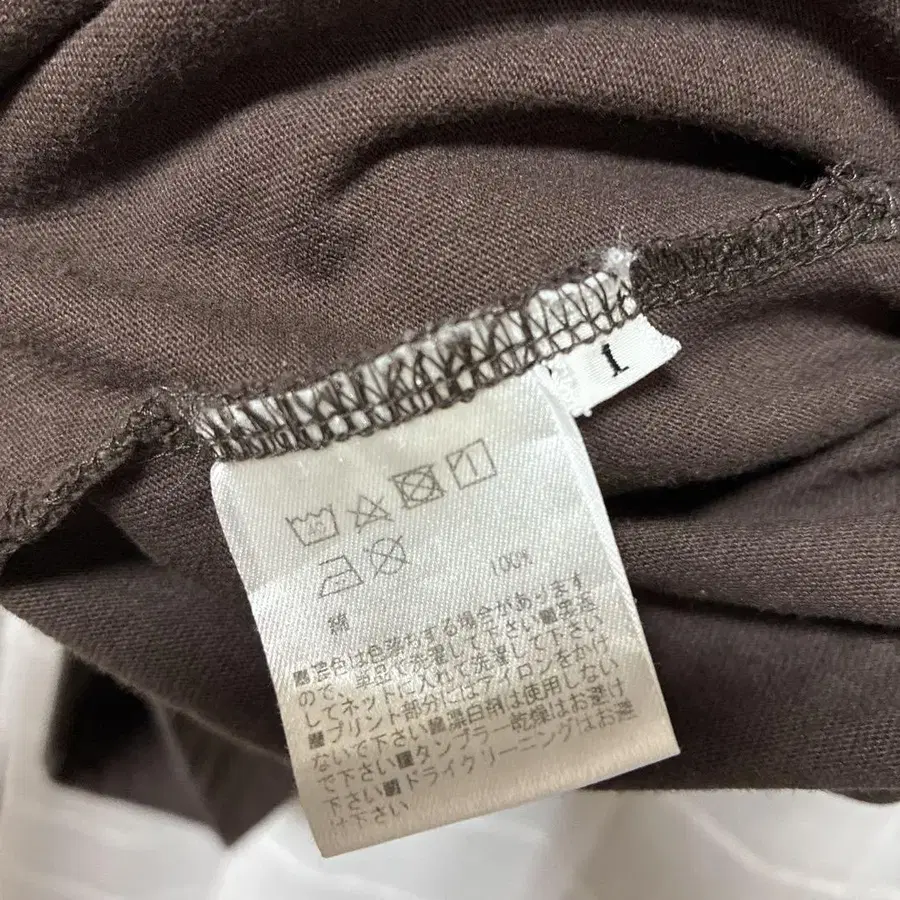 1
綿 100%
■濃色は色落ちする場合があります
ので、単品で洗濯して下さい■裏返
してネットに入れて洗濯して下さい
■プリント部分にはアイロンをかけ
ないで下さい■漂白剤は使用しない
で下さい■タンブラー乾燥はお避け
下さい■ドライクリーニングはお避
け下さい